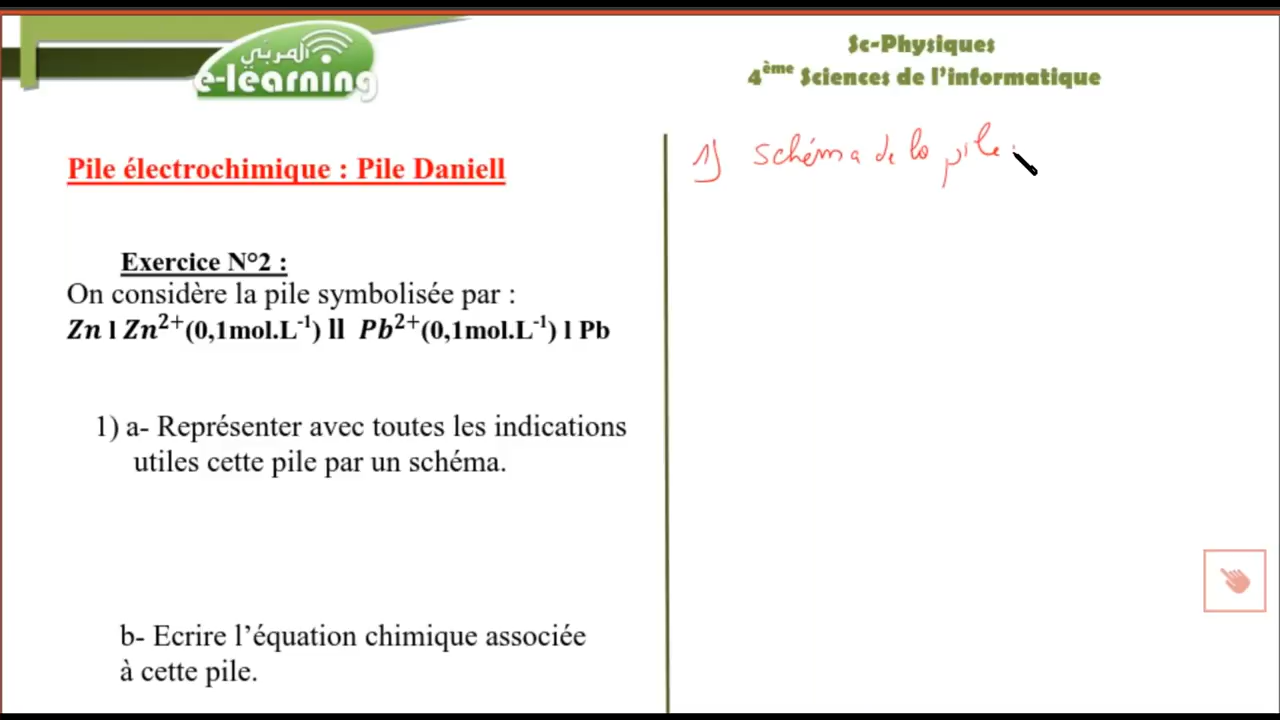 المربي
e-learning
Sc-Physiques
4ème Sciences de l'informatique
Pile électrochimique : Pile Daniell
Exercice N°2 :
On considère la pile symbolisée par :
Zn l Zn²⁺(0,1mol.L⁻¹) ll Pb²⁺(0,1mol.L⁻¹) l Pb
1) a- Représenter avec toutes les indications
utiles cette pile par un schéma.
b- Ecrire l'équation chimique associée
à cette pile.
1) schéma de la pile :